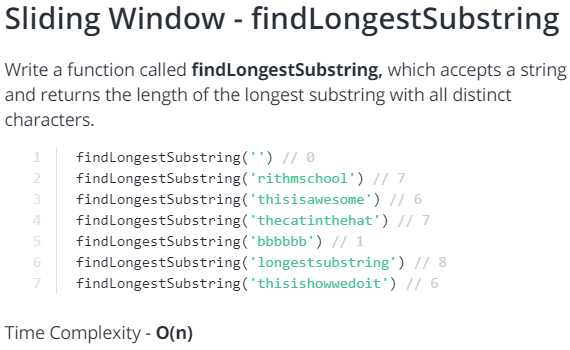 Sliding Window - findLongestSubstring
Write a function called findLongestSubstring, which accepts a string
and returns the length of the longest substring with all distinct
characters.
1 findLongestSubstring('') // 0
2 findLongestSubstring('rithmschool') // 7
3 findLongestSubstring('thisisawesome') // 6
4 findLongestSubstring('thecatinthehat') // 7
5 findLongestSubstring('bbbbbb') // 1
6 findLongestSubstring('longestsubstring') // 8
7 findLongestSubstring('thisishowwedoit') // 6
Time Complexity - O(n)